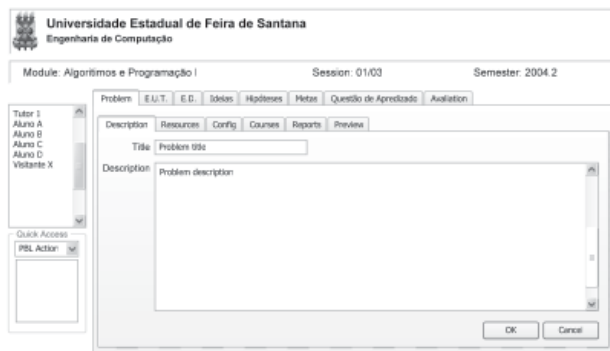 Universidade Estadual de Feira de Santana
Engenharia de Computação
Module: Algoritimos e Programação I Session: 01/03 Semester: 2004.2
Problem E.U.T. E.D. Ideias Hipóteses Metas Questão de Apredizado Avaliation
Tutor 1
Aluno A
Aluno B
Aluno C
Aluno D
Visitante X
Description Resources Config Courses Reports Preview
Title Problem title
Description Problem description
Quick Access
PBL Action
OK Cancel